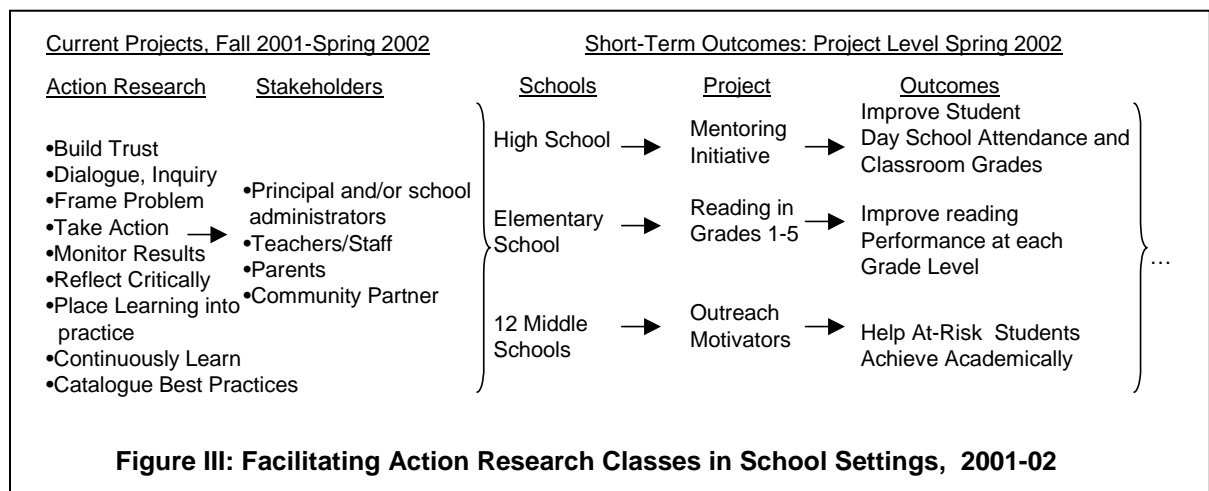 Current Projects, Fall 2001-Spring 2002
Short-Term Outcomes: Project Level Spring 2002
Action Research
Stakeholders
Schools
Project
Outcomes
•Build Trust
•Dialogue, Inquiry
•Frame Problem
•Take Action
•Monitor Results
•Reflect Critically
•Place Learning into
practice
•Continuously Learn
•Catalogue Best Practices
•Principal and/or school
administrators
•Teachers/Staff
•Parents
•Community Partner
High School
Mentoring
Initiative
Improve Student
Day School Attendance and
Classroom Grades
Elementary
School
Reading in
Grades 1-5
Improve reading
Performance at each
Grade Level
12 Middle
Schools
Outreach
Motivators
Help At-Risk Students
Achieve Academically
…
Figure III: Facilitating Action Research Classes in School Settings, 2001-02